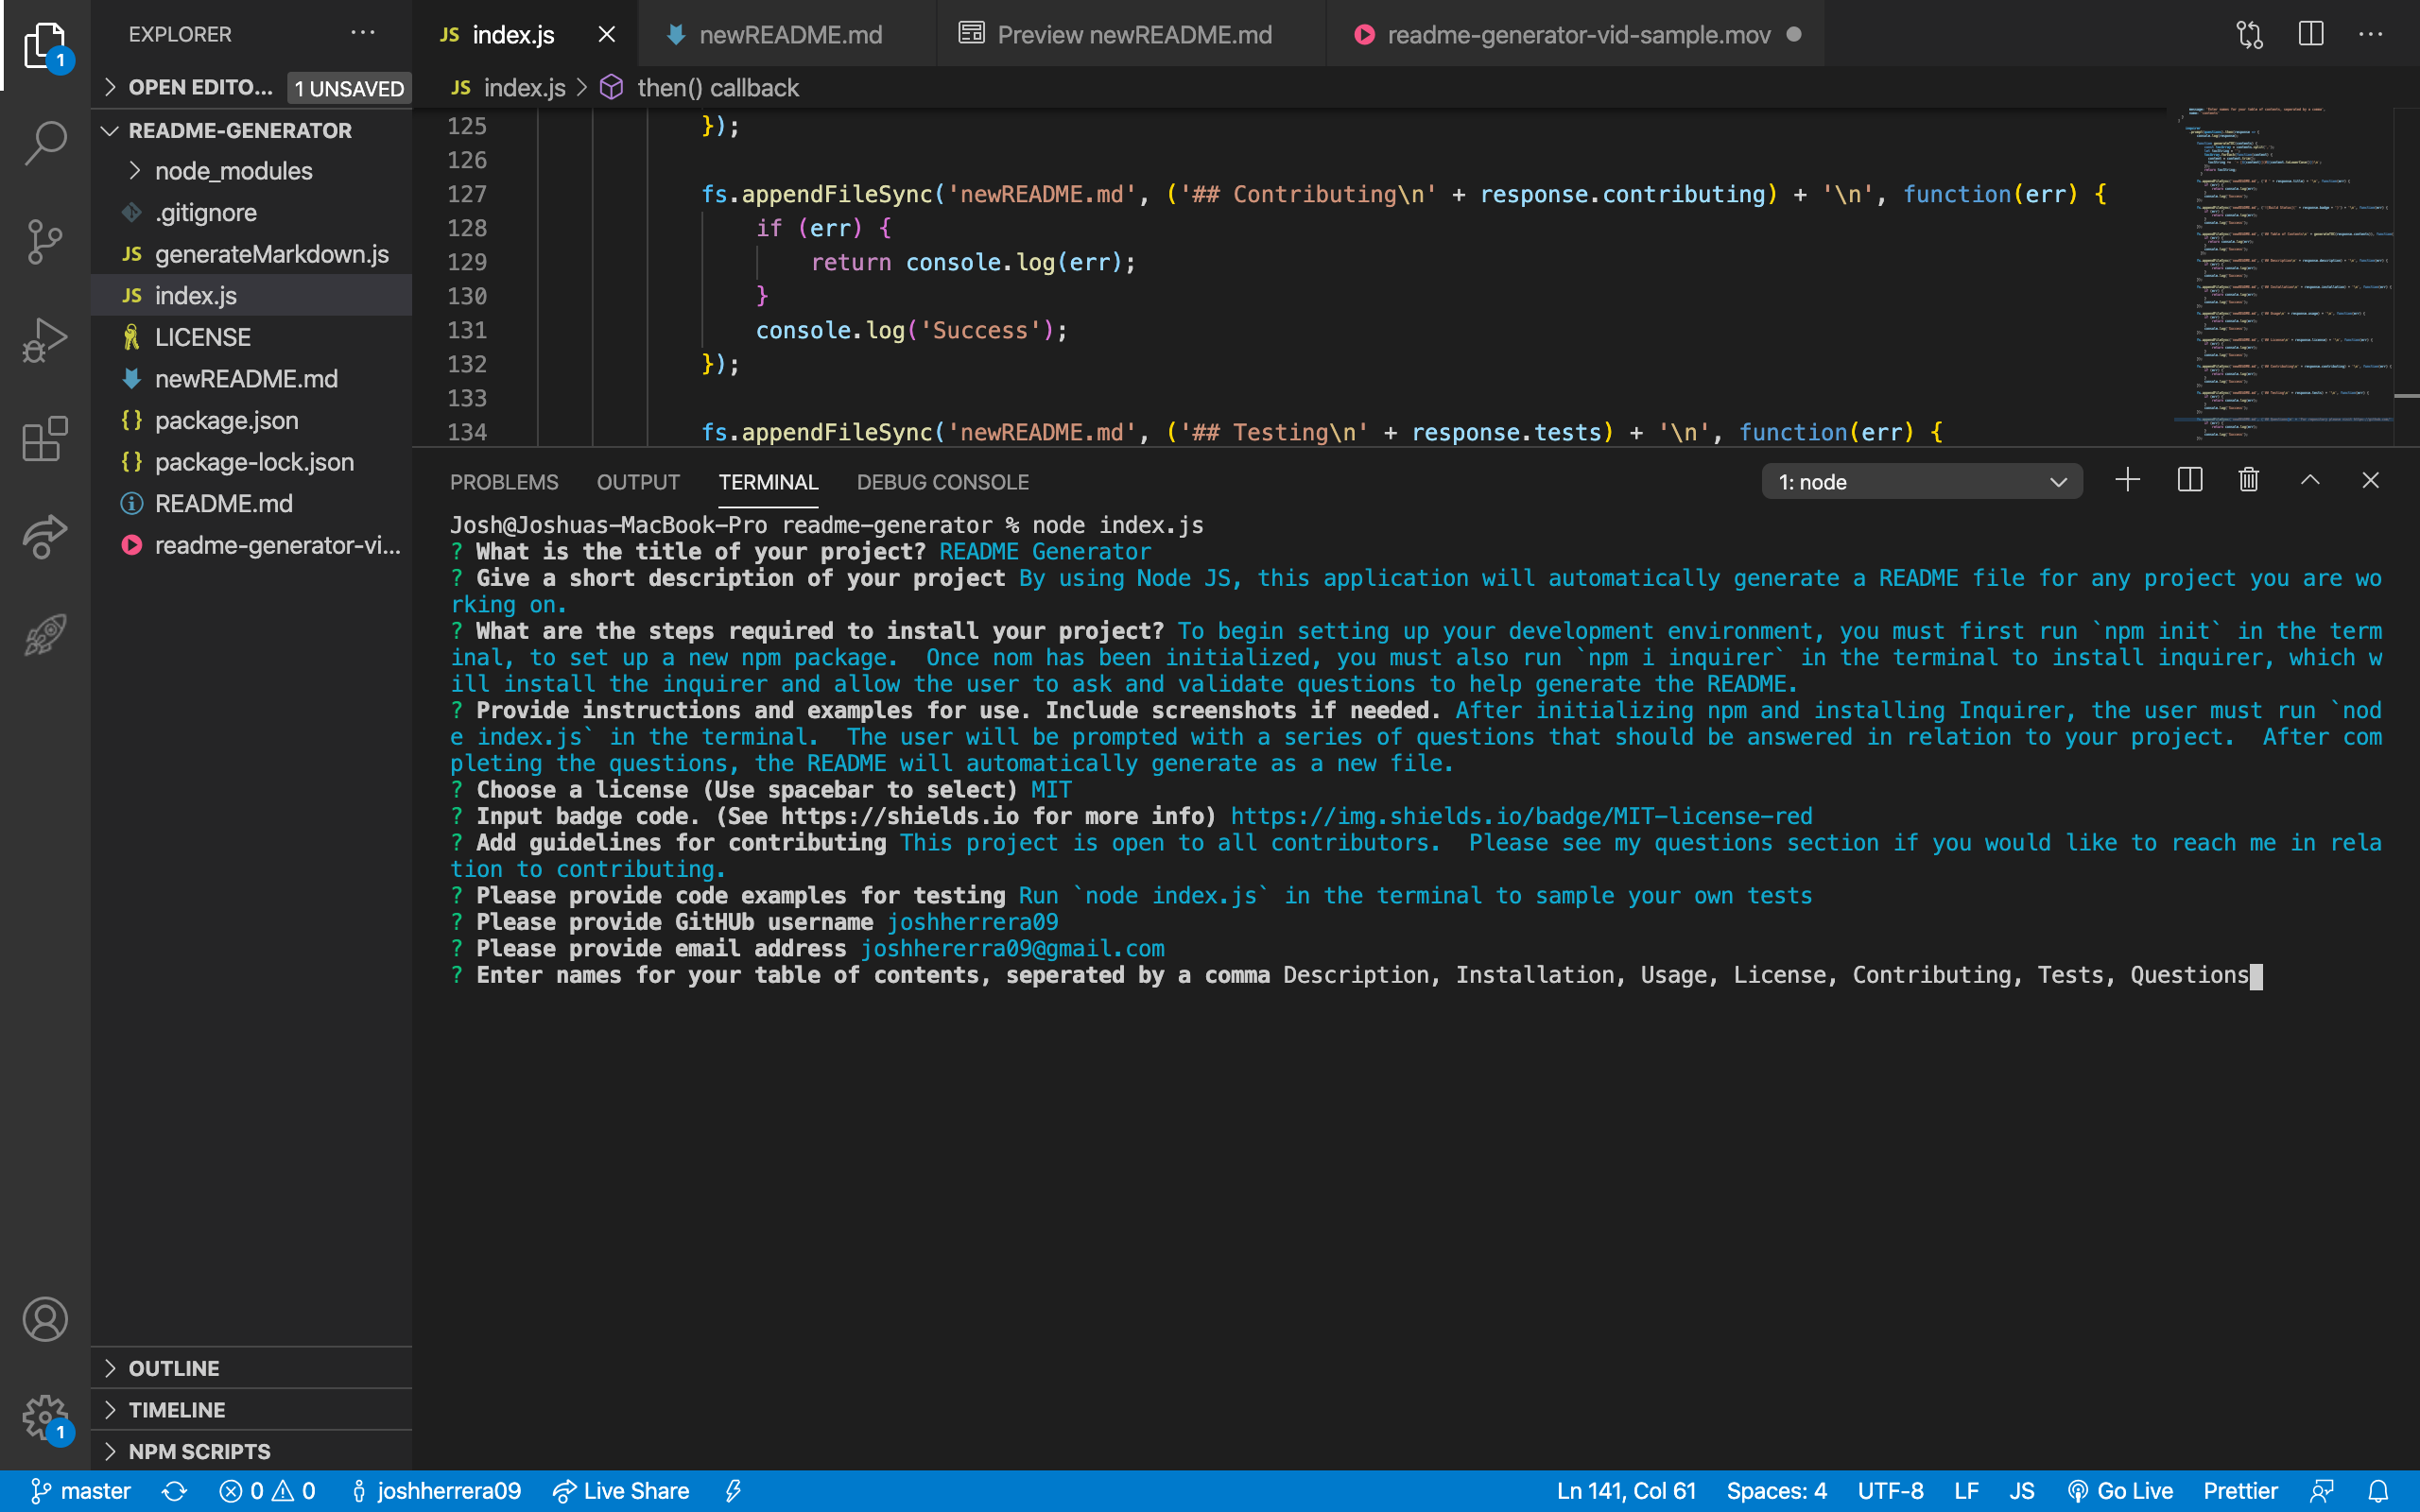 EXPLORER
OPEN EDITO... 1 UNSAVED
README-GENERATOR
node_modules
.gitignore
JS generateMarkdown.js
JS index.js
LICENSE
newREADME.md
{} package.json
{} package-lock.json
README.md
readme-generator-vi...
OUTLINE
TIMELINE
NPM SCRIPTS
1
1
JS index.js
newREADME.md
Preview newREADME.md
readme-generator-vid-sample.mov
JS index.js > then() callback
125 });
126
127 fs.appendFileSync('newREADME.md', ('## Contributing\n' + response.contributing) + '\n', function(err) {
128 if (err) {
129 return console.log(err);
130 }
131 console.log('Success');
132 });
133
134 fs.appendFileSync('newREADME.md', ('## Testing\n' + response.tests) + '\n', function(err) {
PROBLEMS OUTPUT TERMINAL DEBUG CONSOLE 1: node
Josh@Joshuas-MacBook-Pro readme-generator % node index.js
? What is the title of your project? README Generator
? Give a short description of your project By using Node JS, this application will automatically generate a README file for any project you are wo
rking on.
? What are the steps required to install your project? To begin setting up your development environment, you must first run `npm init` in the term
inal, to set up a new npm package.  Once nom has been initialized, you must also run `npm i inquirer` in the terminal to install inquirer, which w
ill install the inquirer and allow the user to ask and validate questions to help generate the README.
? Provide instructions and examples for use. Include screenshots if needed. After initializing npm and installing Inquirer, the user must run `nod
e index.js` in the terminal.  The user will be prompted with a series of questions that should be answered in relation to your project.  After com
pleting the questions, the README will automatically generate as a new file.
? Choose a license (Use spacebar to select) MIT
? Input badge code. (See https://shields.io for more info) https://img.shields.io/badge/MIT-license-red
? Add guidelines for contributing This project is open to all contributors.  Please see my questions section if you would like to reach me in rela
tion to contributing.
? Please provide code examples for testing Run `node index.js` in the terminal to sample your own tests
? Please provide GitHUb username joshherrera09
? Please provide email address joshhererra09@gmail.com
? Enter names for your table of contents, seperated by a comma Description, Installation, Usage, License, Contributing, Tests, Questions
master 0 0 joshherrera09 Live Share Ln 141, Col 61 Spaces: 4 UTF-8 LF JS Go Live Prettier